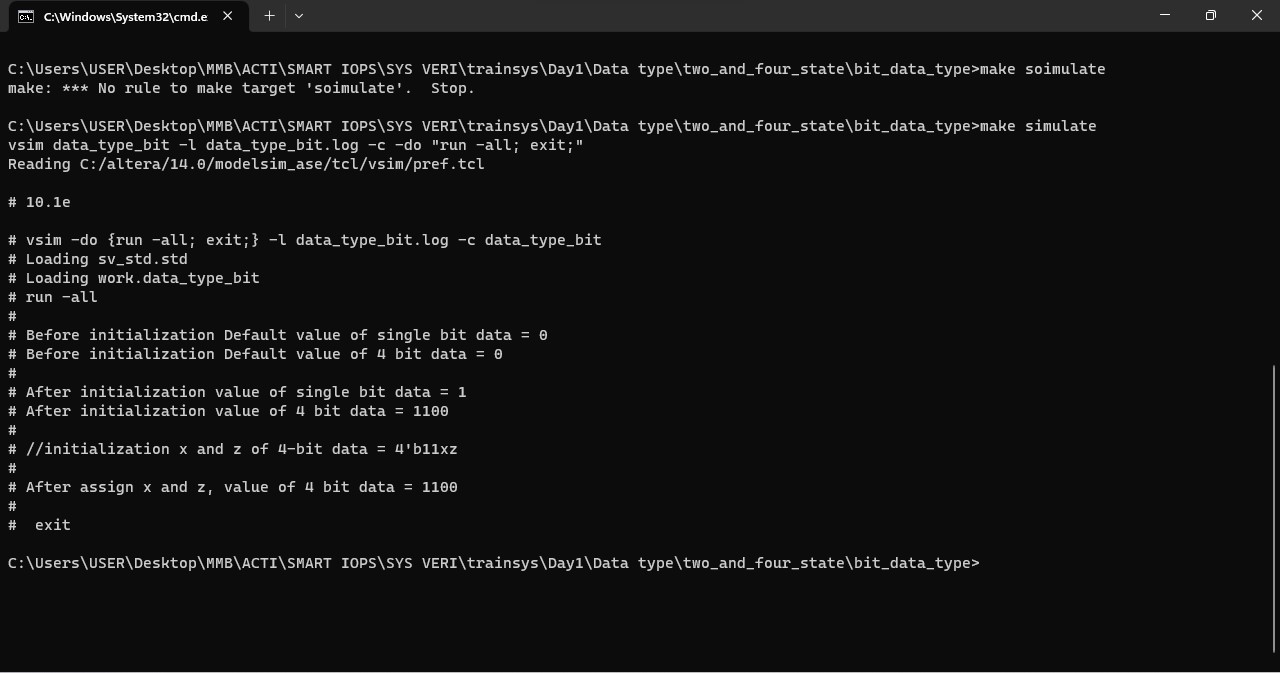 C:\Windows\System32\cmd.e
C:\Users\USER\Desktop\MMB\ACTI\SMART IOPS\SYS VERI\trainsys\Day1\Data type\two_and_four_state\bit_data_type>make soimulate
make: *** No rule to make target 'soimulate'.  Stop.
C:\Users\USER\Desktop\MMB\ACTI\SMART IOPS\SYS VERI\trainsys\Day1\Data type\two_and_four_state\bit_data_type>make simulate
vsim data_type_bit -l data_type_bit.log -c -do "run -all; exit;"
Reading C:/altera/14.0/modelsim_ase/tcl/vsim/pref.tcl
# 10.1e
# vsim -do {run -all; exit;} -l data_type_bit.log -c data_type_bit
# Loading sv_std.std
# Loading work.data_type_bit
# run -all
#
# Before initialization Default value of single bit data = 0
# Before initialization Default value of 4 bit data = 0
#
# After initialization value of single bit data = 1
# After initialization value of 4 bit data = 1100
#
# //initialization x and z of 4-bit data = 4'b11xz
#
# After assign x and z, value of 4 bit data = 1100
#
#  exit
C:\Users\USER\Desktop\MMB\ACTI\SMART IOPS\SYS VERI\trainsys\Day1\Data type\two_and_four_state\bit_data_type>